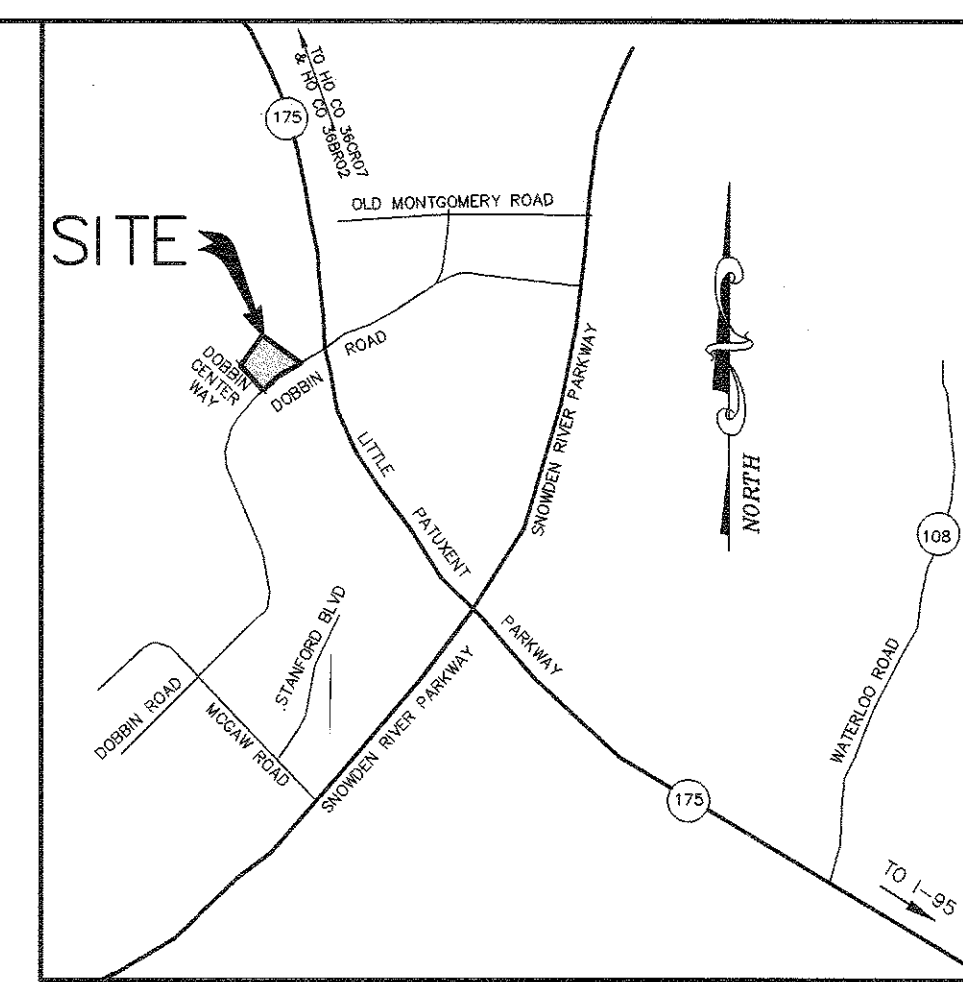 TO HO CO 36CR07
& HO CO 36BR02
175
OLD MONTGOMERY ROAD
SITE
DOBBIN
CENTER
WAY
DOBBIN
ROAD
SNOWDEN RIVER PARKWAY
LITTLE
PATUXENT
PARKWAY
NORTH
108
STANFORD BLVD
DOBBIN ROAD
MCGAW ROAD
SNOWDEN RIVER PARKWAY
WATERLOO ROAD
175
TO I-95